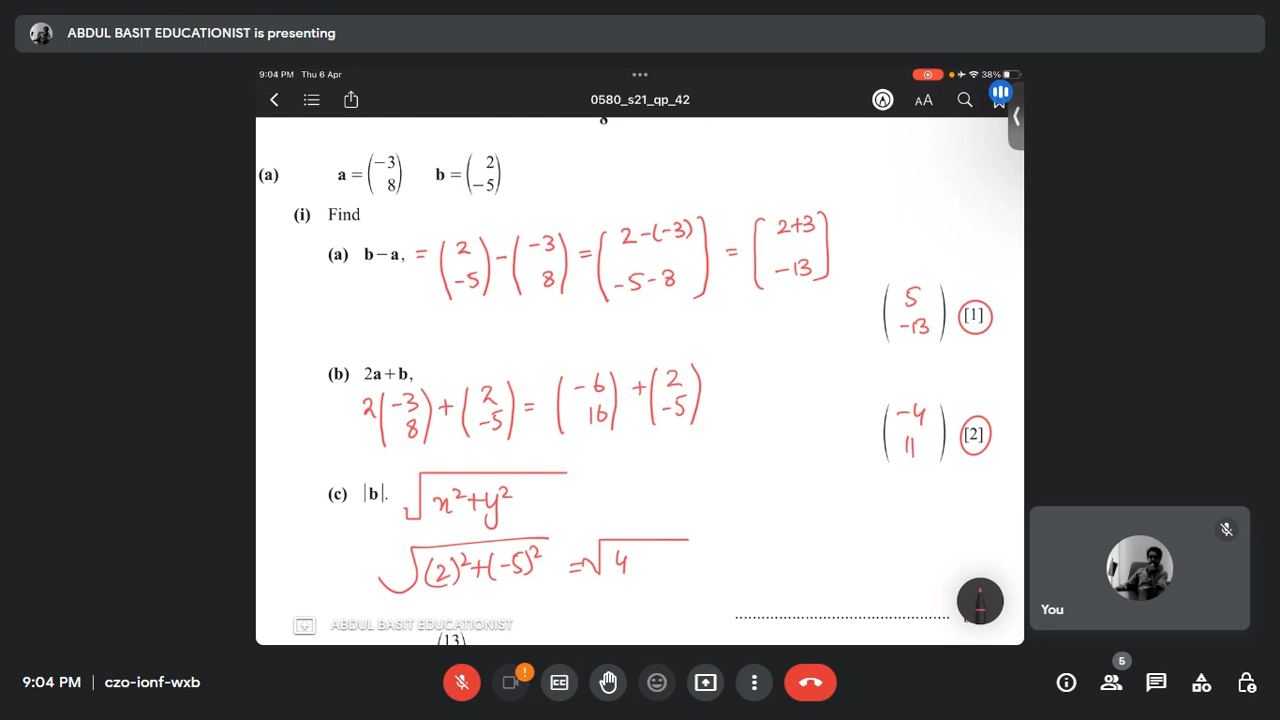 ABDUL BASIT EDUCATIONIST is presenting
9:04 PM Thu 6 Apr
38%
0580_s21_qp_42
AA
8
(a) a = (−3 8) b = (2 −5)
(i) Find
(a) b − a, = (2 −5) − (−3 8) = (2−(−3) −5−8) = [2+3 −13]
(5 −13) [1]
(b) 2a + b,
2(−3 8) + (2 −5) = (−6 16) + (2 −5)
(−4 11) [2]
(c) |b|. √x²+y²
√(2)²+(−5)² = √4
ABDUL BASIT EDUCATIONIST
(13)
You
9:04 PM | czo-ionf-wxb
5